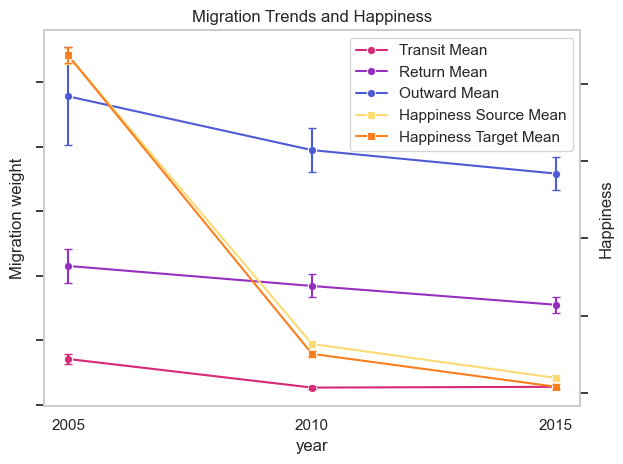 Migration Trends and Happiness
Transit Mean
Return Mean
Outward Mean
Happiness Source Mean
Happiness Target Mean
Migration weight
Happiness
2005
2010
2015
year